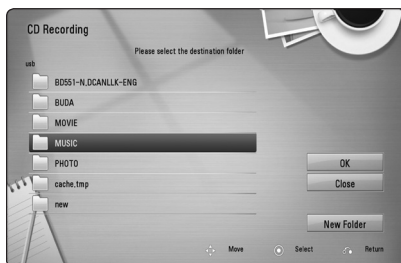 CD Recording
Please select the destination folder
usb
BD551-N.DCANLLK-ENG
BUDA
MOVIE
MUSIC
PHOTO
cache.tmp
new
OK
Close
New Folder
Move Select Return